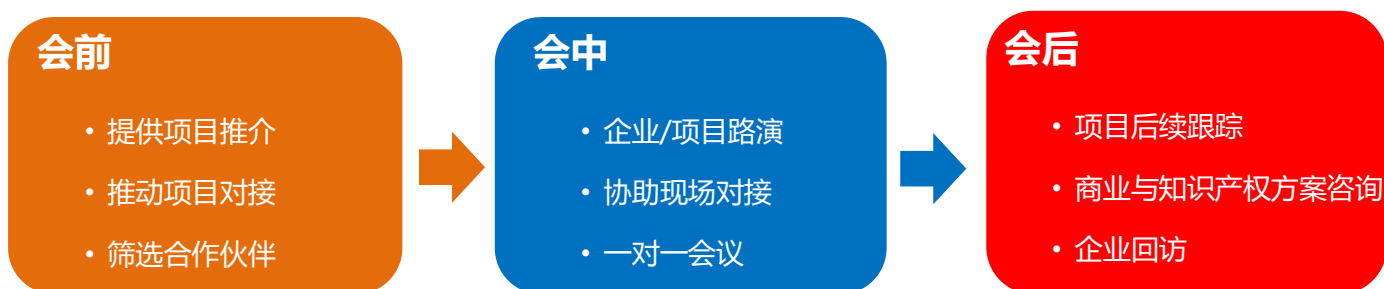 会前
• 提供项目推介
• 推动项目对接
• 筛选合作伙伴
会中
• 企业/项目路演
• 协助现场对接
• 一对一会议
会后
• 项目后续跟踪
• 商业与知识产权方案咨询
• 企业回访